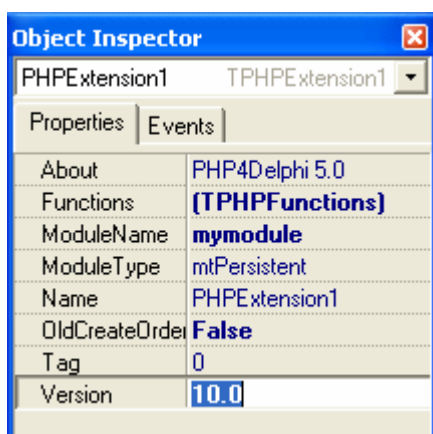 Object Inspector
PHPExtension1 TPHPExtension1
Properties Events
About PHP4Delphi 5.0
Functions (TPHPFunctions)
ModuleName mymodule
ModuleType mtPersistent
Name PHPExtension1
OldCreateOrder False
Tag 0
Version 10.0